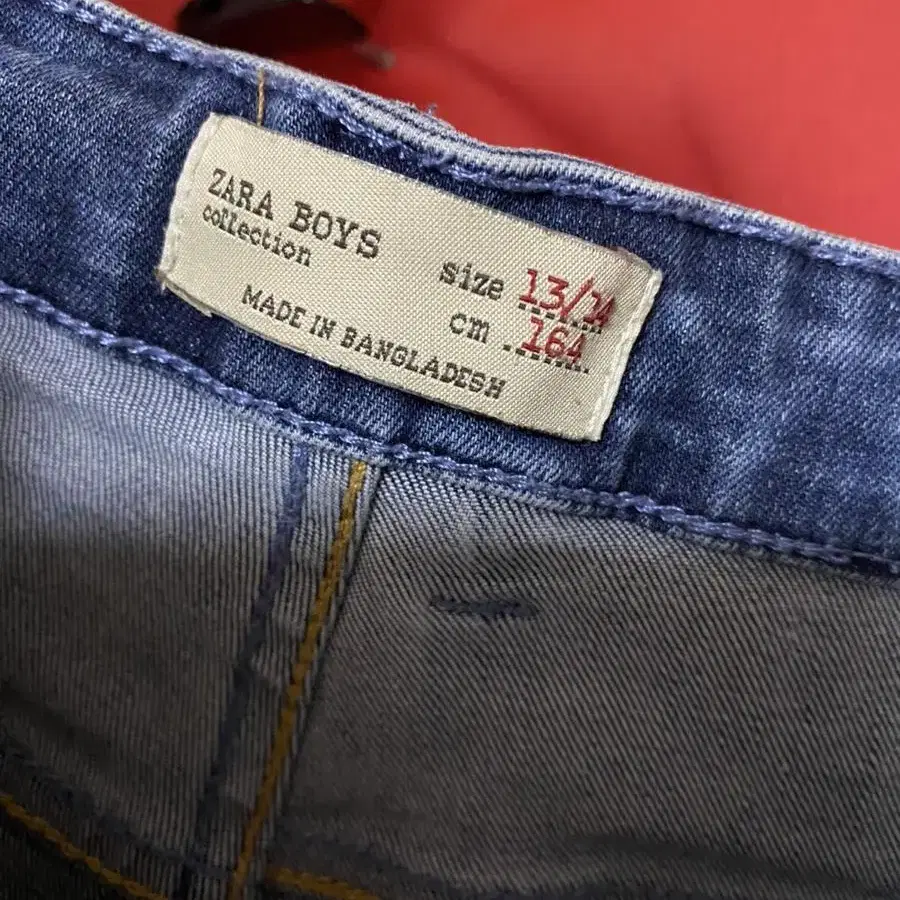 ZARA BOYS
collection
size 13/14
cm 164
MADE IN BANGLADESH